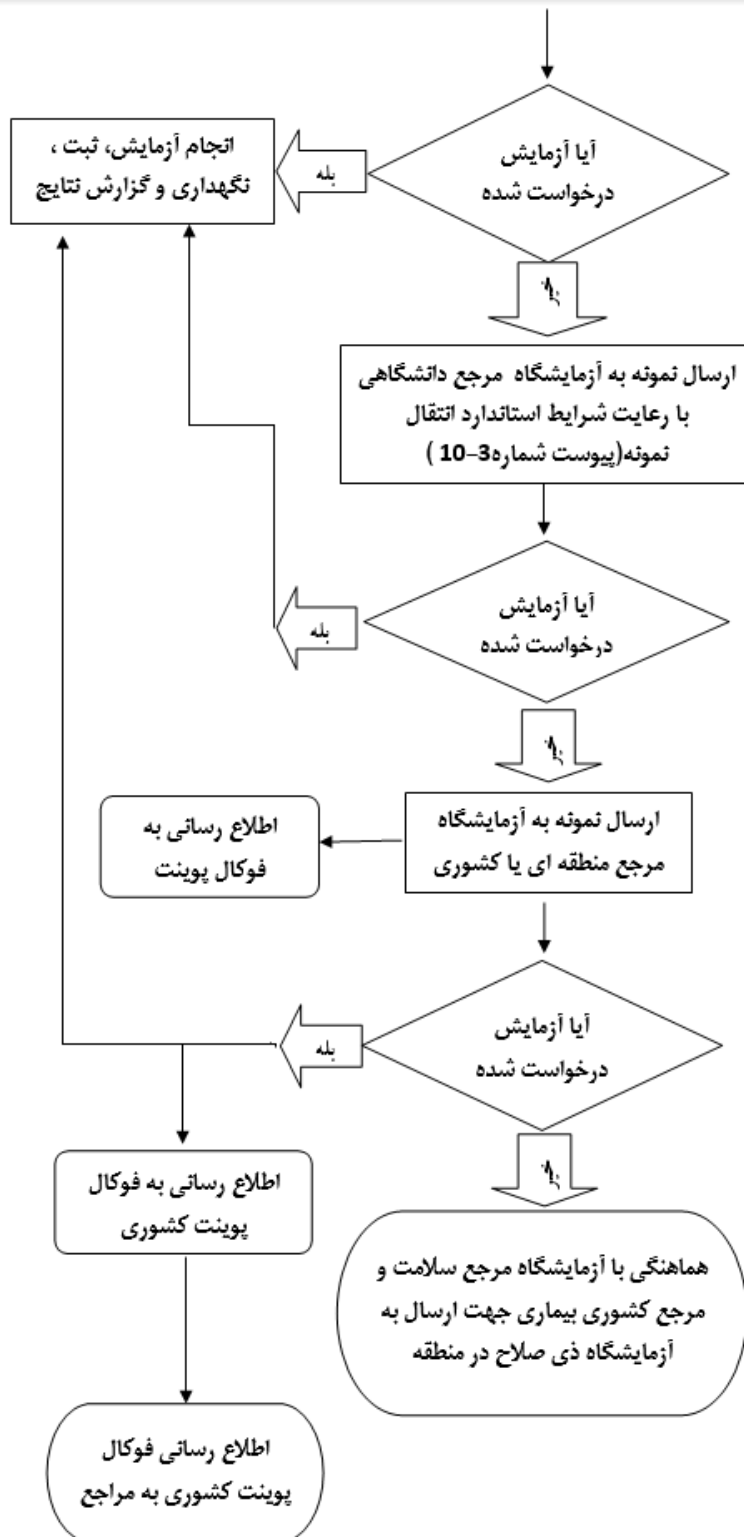 آیا آزمایش
درخواست شده
بله
انجام آزمایش، ثبت ،
نگهداری و گزارش نتایج
خیر
ارسال نمونه به آزمایشگاه مرجع دانشگاهی
با رعایت شرایط استاندارد انتقال
نمونه(پیوست شماره3-10 )
آیا آزمایش
درخواست شده
بله
خیر
ارسال نمونه به آزمایشگاه
مرجع منطقه ای یا کشوری
اطلاع رسانی به
فوکال پوینت
آیا آزمایش
درخواست شده
بله
خیر
اطلاع رسانی به فوکال
پوینت کشوری
هماهنگی با آزمایشگاه مرجع سلامت و
مرجع کشوری بیماری جهت ارسال به
آزمایشگاه ذی صلاح در منطقه
اطلاع رسانی فوکال
پوینت کشوری به مراجع